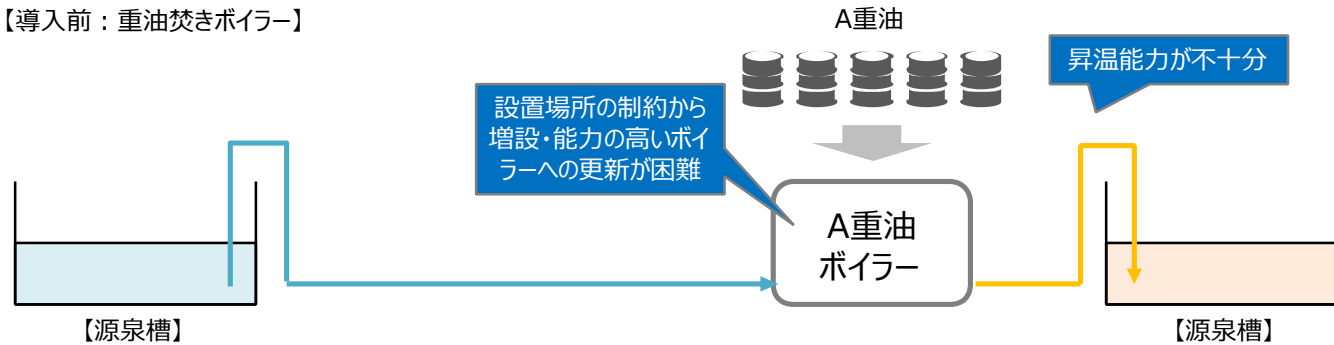 【導入前：重油焚きボイラー】
A重油
昇温能力が不十分
設置場所の制約から
増設・能力の高いボイ
ラーへの更新が困難
A重油
ボイラー
【源泉槽】
【源泉槽】